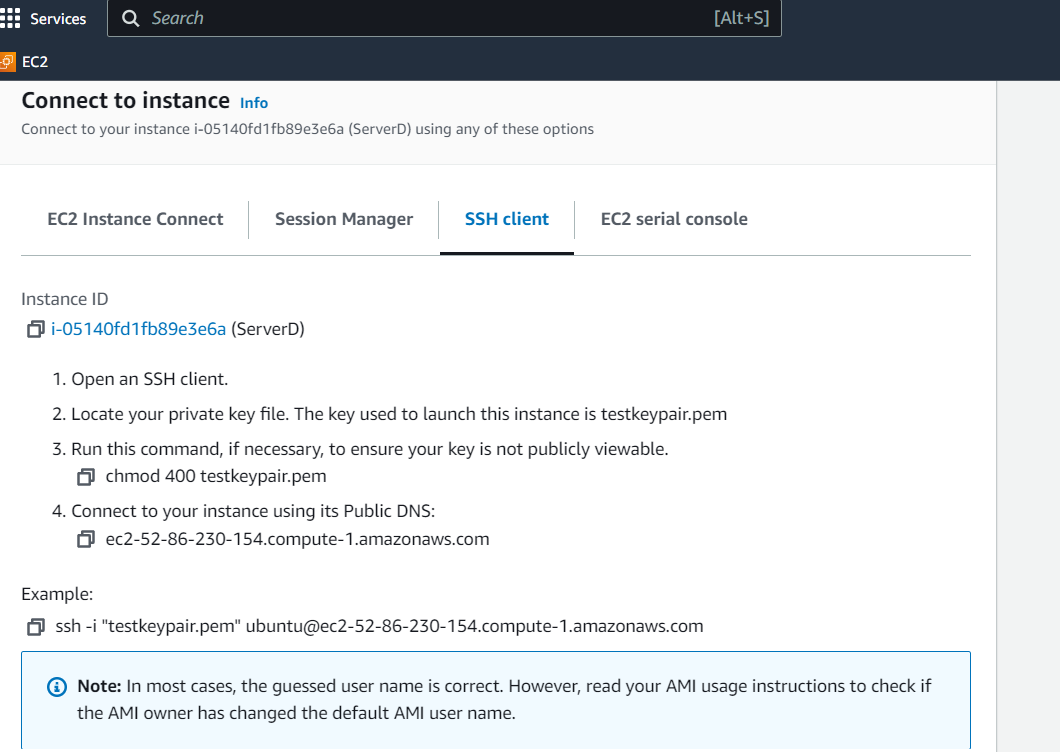 Services
Search
[Alt+S]
EC2
Connect to instance Info
Connect to your instance i-05140fd1fb89e3e6a (ServerD) using any of these options
EC2 Instance Connect
Session Manager
SSH client
EC2 serial console
Instance ID
i-05140fd1fb89e3e6a (ServerD)
1. Open an SSH client.
2. Locate your private key file. The key used to launch this instance is testkeypair.pem
3. Run this command, if necessary, to ensure your key is not publicly viewable.
chmod 400 testkeypair.pem
4. Connect to your instance using its Public DNS:
ec2-52-86-230-154.compute-1.amazonaws.com
Example:
ssh -i "testkeypair.pem" ubuntu@ec2-52-86-230-154.compute-1.amazonaws.com
Note: In most cases, the guessed user name is correct. However, read your AMI usage instructions to check if
the AMI owner has changed the default AMI user name.